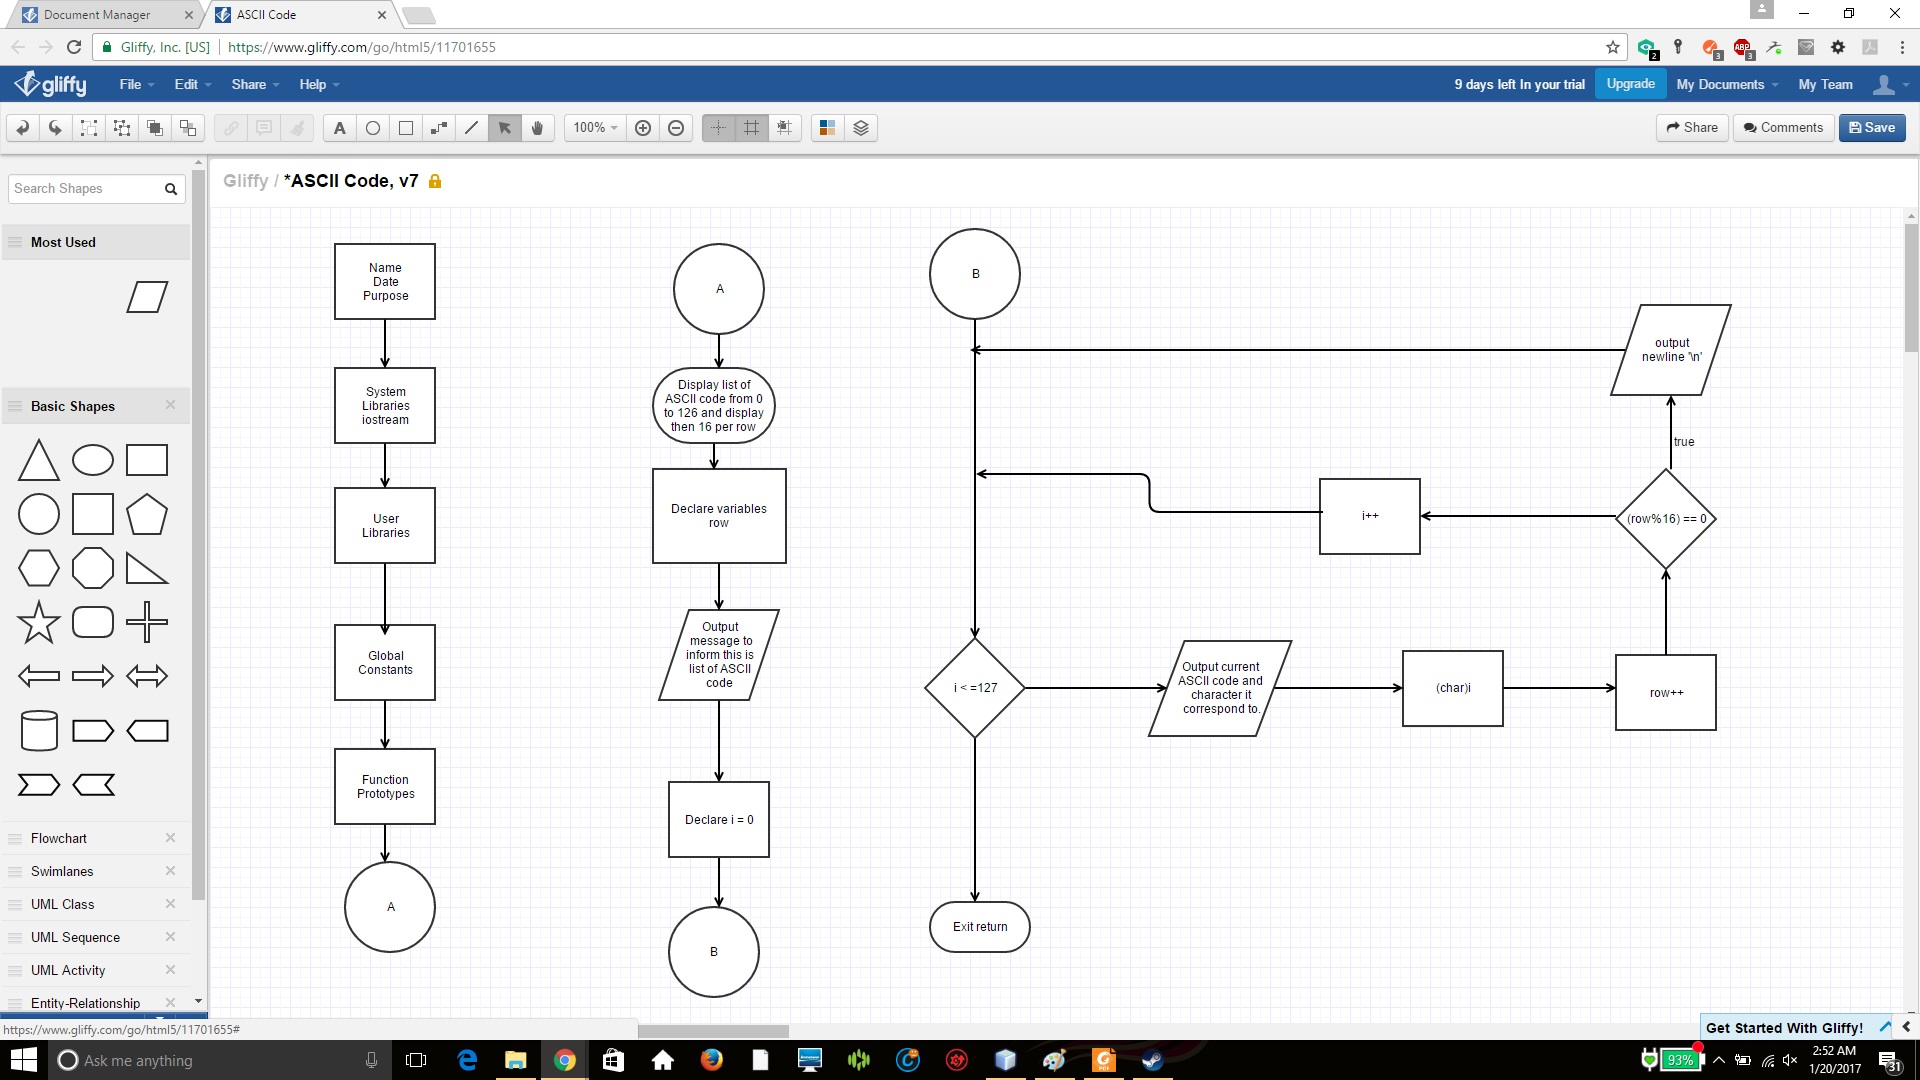 Document Manager
ASCII Code
Gliffy, Inc. [US]
https://www.gliffy.com/go/html5/11701655
2
3
ABP
3
gliffy
File
Edit
Share
Help
9 days left In your trial
Upgrade
My Documents
My Team
A
100%
Share
Comments
Save
Search Shapes
Gliffy / *ASCII Code, v7
Most Used
Basic Shapes
Flowchart
Swimlanes
UML Class
UML Sequence
UML Activity
Entity-Relationship
Name
Date
Purpose
System
Libraries
iostream
User
Libraries
Global
Constants
Function
Prototypes
A
A
Display list of
ASCII code from 0
to 126 and display
then 16 per row
Declare variables
row
Output
message to
inform this is
list of ASCII
code
Declare i = 0
B
B
i < =127
Exit return
Output current
ASCII code and
character it
correspond to.
(char)i
row++
(row%16) == 0
true
output
newline '\n'
i++
https://www.gliffy.com/go/html5/11701655#
Get Started With Gliffy!
Ask me anything
93%
2:52 AM
1/20/2017
31